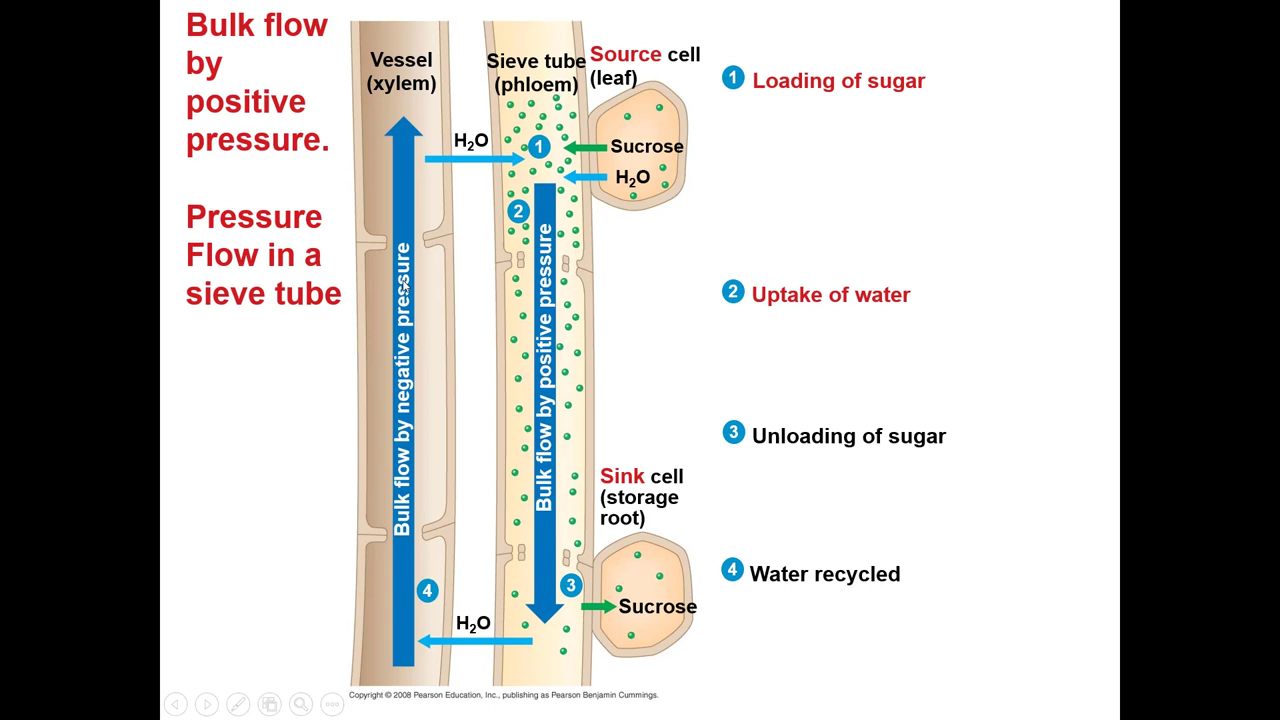 Bulk flow
by
positive
pressure.
Pressure
Flow in a
sieve tube
Vessel
(xylem)
Sieve tube
(phloem)
Source cell
(leaf)
H₂O
1
Sucrose
H₂O
2
Bulk flow by negative pressure
Bulk flow by positive pressure
Sink cell
(storage
root)
3
4
Sucrose
H₂O
1 Loading of sugar
2 Uptake of water
3 Unloading of sugar
4 Water recycled
Copyright © 2008 Pearson Education, Inc., publishing as Pearson Benjamin Cummings.